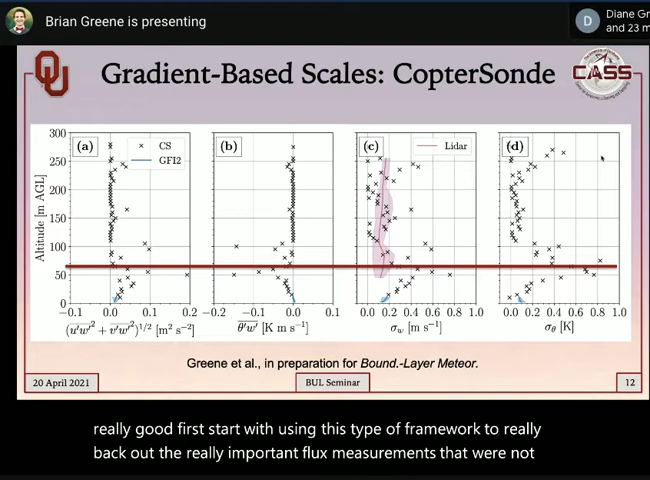 Brian Greene is presenting
D
Diane Gr
and 23 m
OU
Gradient-Based Scales: CopterSonde
CASS
300
250
200
150
100
50
0
Altitude [m AGL]
(a)
× CS
GFI2
−0.1 0.0 0.1 0.2
(u′w′² + v′w′²)^1/2 [m² s−2]
(b)
−0.2 −0.1 0.0 0.1
θ′w′ [K m s−1]
(c)
Lidar
0.0 0.2 0.4 0.6 0.8 1.0
σw [m s−1]
(d)
0.0 0.2 0.4 0.6 0.8 1.0
σθ [K]
Greene et al., in preparation for Bound.-Layer Meteor.
20 April 2021
BUL Seminar
12
really good first start with using this type of framework to really
back out the really important flux measurements that were not